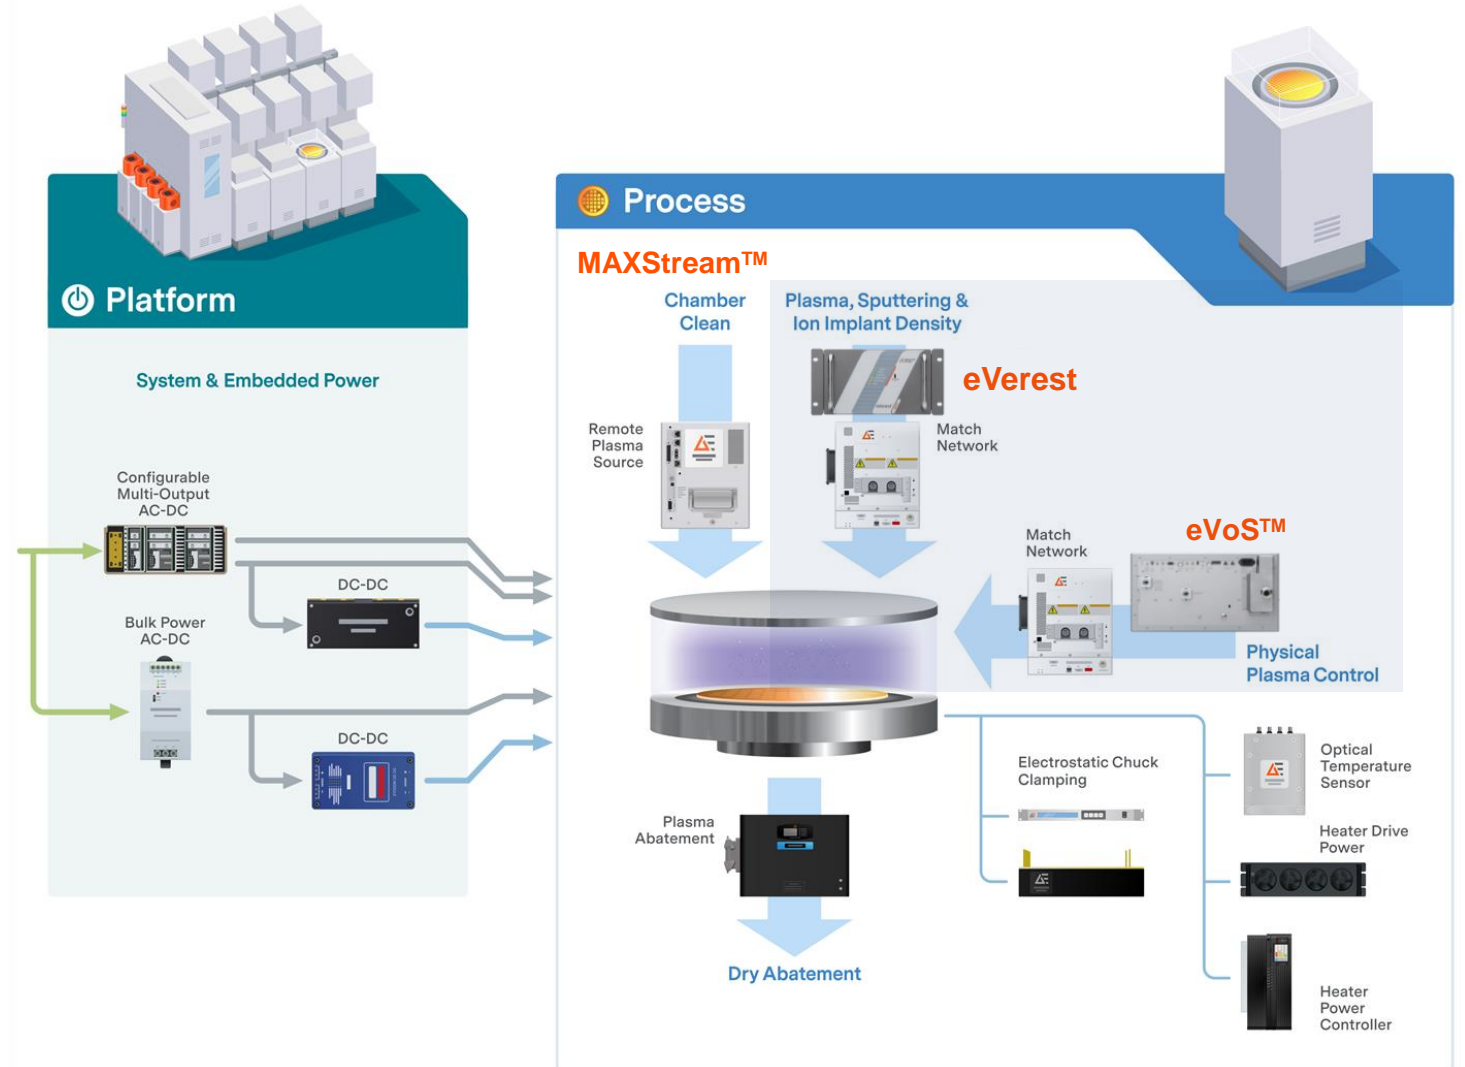 Platform
System & Embedded Power
Configurable
Multi-Output
AC-DC
DC-DC
Bulk Power
AC-DC
DC-DC
Process
MAXStream™
Chamber
Clean
Plasma, Sputtering &
Ion Implant Density
eVerest
Remote
Plasma
Source
Match
Network
eVoS™
Match
Network
Physical
Plasma Control
Electrostatic Chuck
Clamping
Optical
Temperature
Sensor
Plasma
Abatement
Heater Drive
Power
Dry Abatement
Heater
Power
Controller